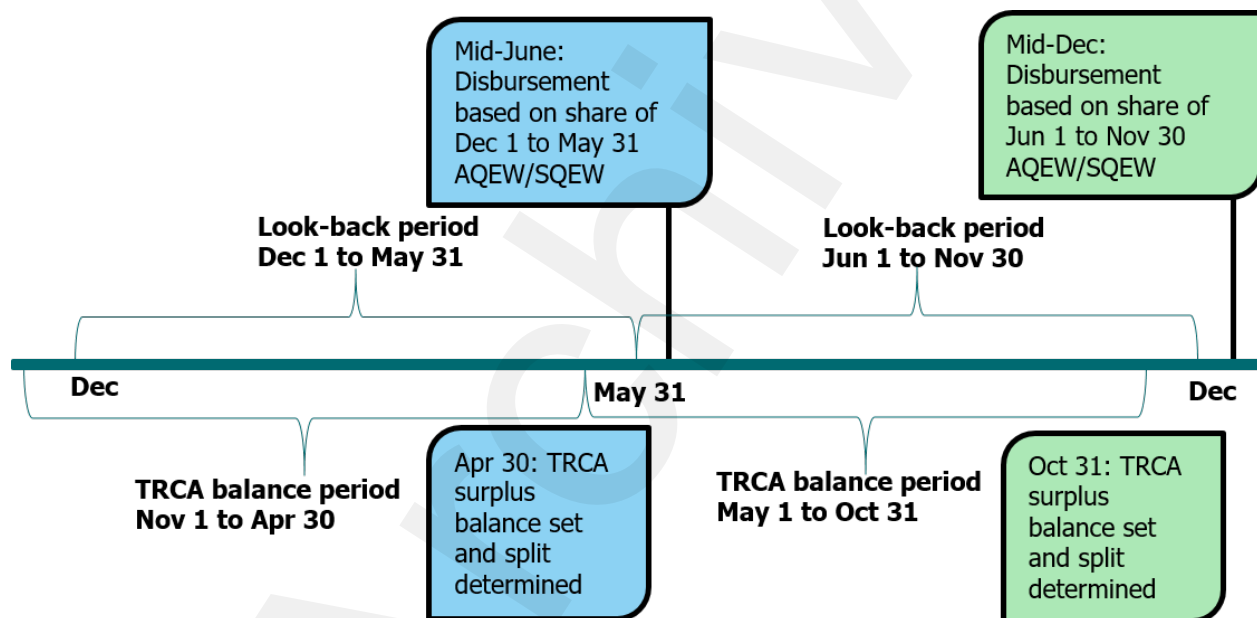 Mid-June:
Disbursement
based on share of
Dec 1 to May 31
AQEW/SQEW
Mid-Dec:
Disbursement
based on share of
Jun 1 to Nov 30
AQEW/SQEW
Look-back period
Dec 1 to May 31
Look-back period
Jun 1 to Nov 30
Dec
May 31
Dec
TRCA balance period
Nov 1 to Apr 30
Apr 30: TRCA
surplus
balance set
and split
determined
TRCA balance period
May 1 to Oct 31
Oct 31: TRCA
surplus
balance set
and split
determined